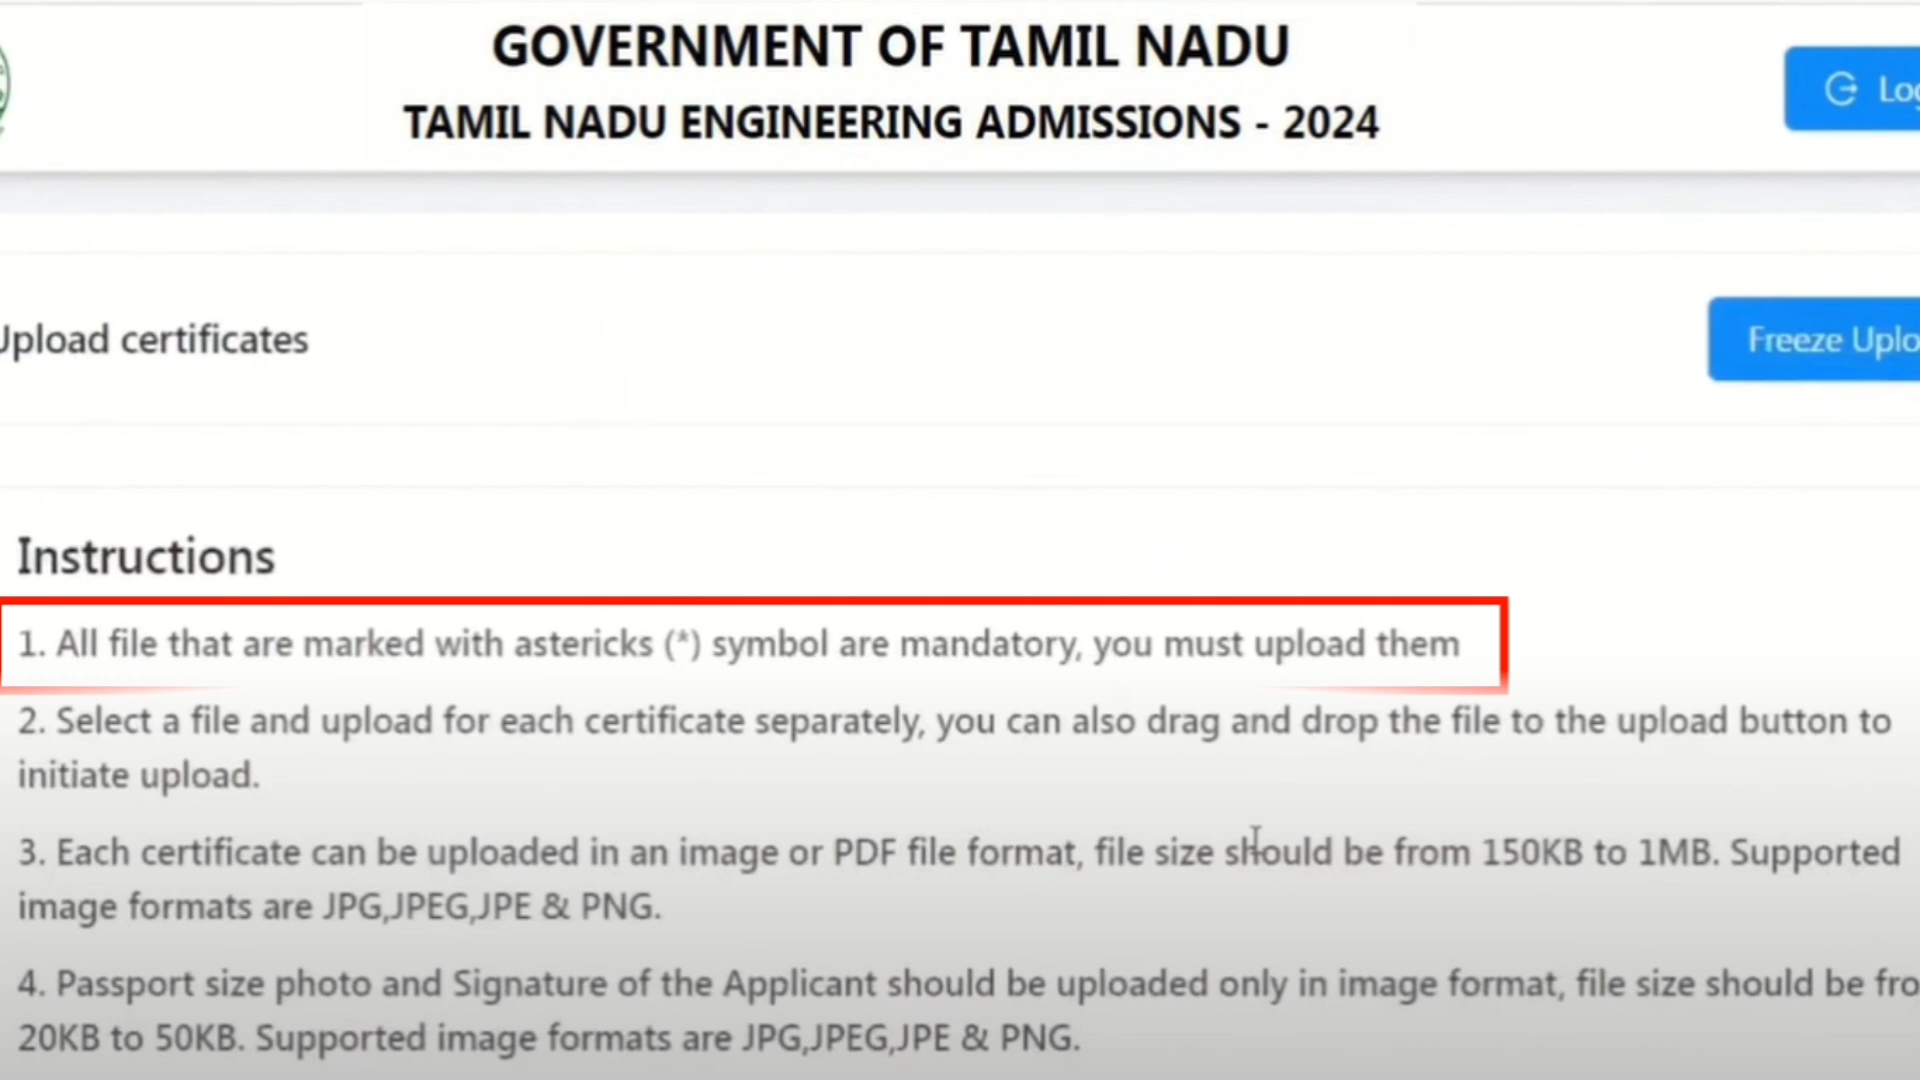 GOVERNMENT OF TAMIL NADU
TAMIL NADU ENGINEERING ADMISSIONS - 2024
Upload certificates
Freeze
Instructions
1. All file that are marked with astericks (*) symbol are mandatory, you must upload them
2. Select a file and upload for each certificate separately, you can also drag and drop the file to the upload button to
initiate upload.
3. Each certificate can be uploaded in an image or PDF file format, file size should be from 150KB to 1MB. Supported
image formats are JPG,JPEG,JPE & PNG.
4. Passport size photo and Signature of the Applicant should be uploaded only in image format, file size should be
20KB to 50KB. Supported image formats are JPG,JPEG,JPE & PNG.